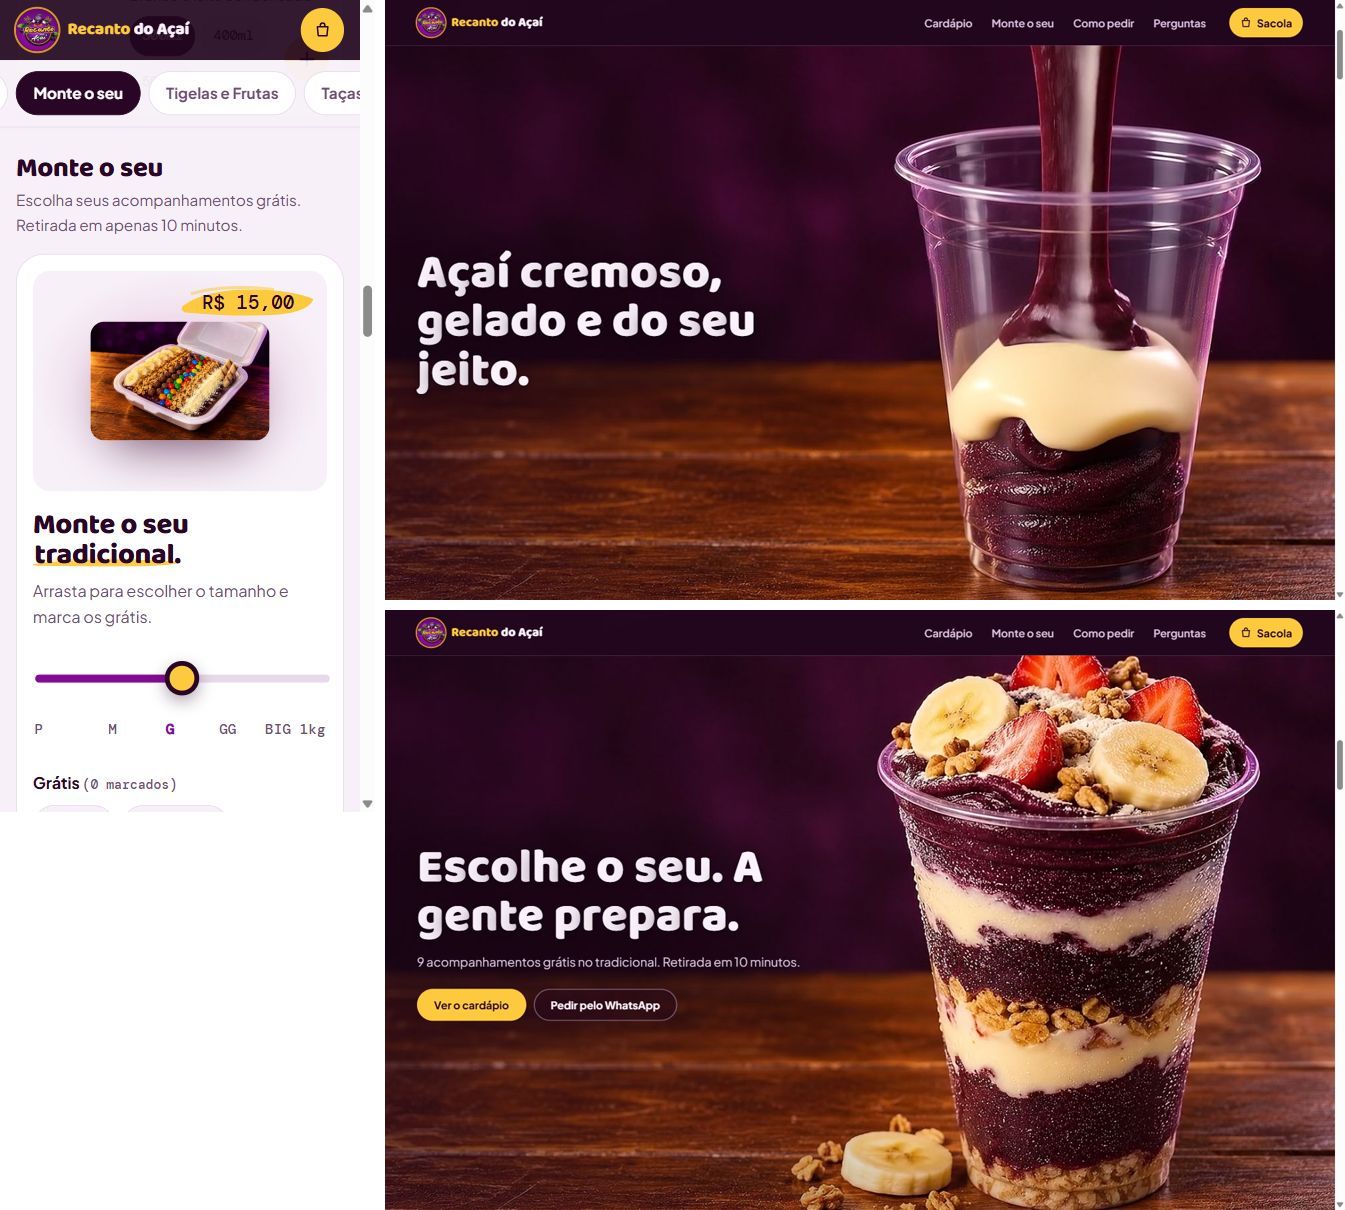 Recanto do Açaí
400ml
Monte o seu
Tigelas e Frutas
Taças
Monte o seu
Escolha seus acompanhamentos grátis.
Retirada em apenas 10 minutos.
R$ 15,00
Monte o seu
tradicional.
Arrasta para escolher o tamanho e
marca os grátis.
P M G GG BIG 1kg
Grátis (0 marcados)
Recanto do Açaí
Cardápio Monte o seu Como pedir Perguntas Sacola
Açaí cremoso,
gelado e do seu
jeito.
Recanto do Açaí
Cardápio Monte o seu Como pedir Perguntas Sacola
Escolhe o seu. A
gente prepara.
9 acompanhamentos grátis no tradicional. Retirada em 10 minutos.
Ver o cardápio
Pedir pelo WhatsApp